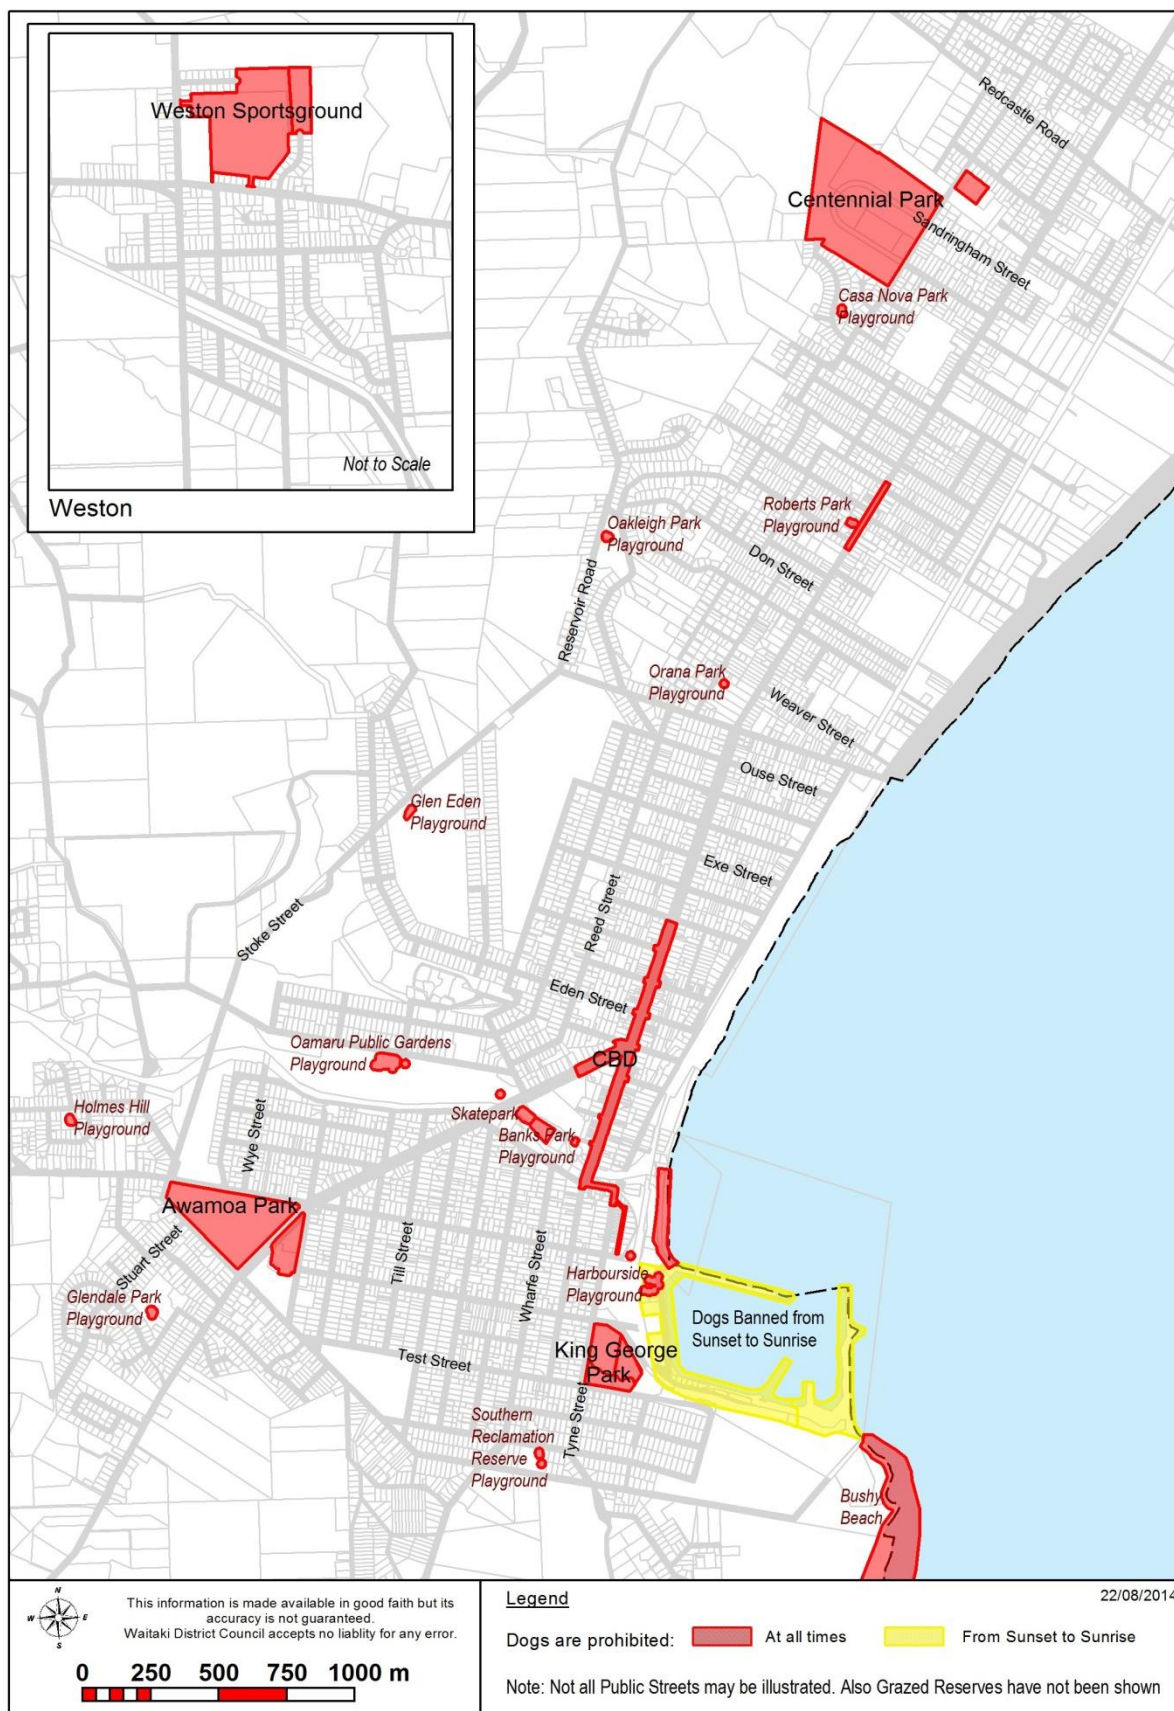 Weston Sportsground
Not to Scale
Weston
Redcastle Road
Centennial Park
Sandringham Street
Casa Nova Park
Playground
Roberts Park
Playground
Oakleigh Park
Playground
Don Street
Reservoir Road
Orana Park
Playground
Weaver Street
Ouse Street
Glen Eden
Playground
Exe Street
Reed Street
Stoke Street
Eden Street
Oamaru Public Gardens
Playground
CBD
Holmes Hill
Playground
Skatepark
Banks Park
Playground
Wye Street
Awamoa Park
Stuart Street
Till Street
Wharfe Street
Harbourside
Playground
Glendale Park
Playground
Dogs Banned from
Sunset to Sunrise
King George
Park
Test Street
Tyne Street
Southern
Reclamation
Reserve
Playground
Bushy
Beach
N
W
E
S
This information is made available in good faith but its
accuracy is not guaranteed.
Waitaki District Council accepts no liablity for any error.
0 250 500 750 1000 m
Legend
22/08/2014
Dogs are prohibited: At all times From Sunset to Sunrise
Note: Not all Public Streets may be illustrated. Also Grazed Reserves have not been shown